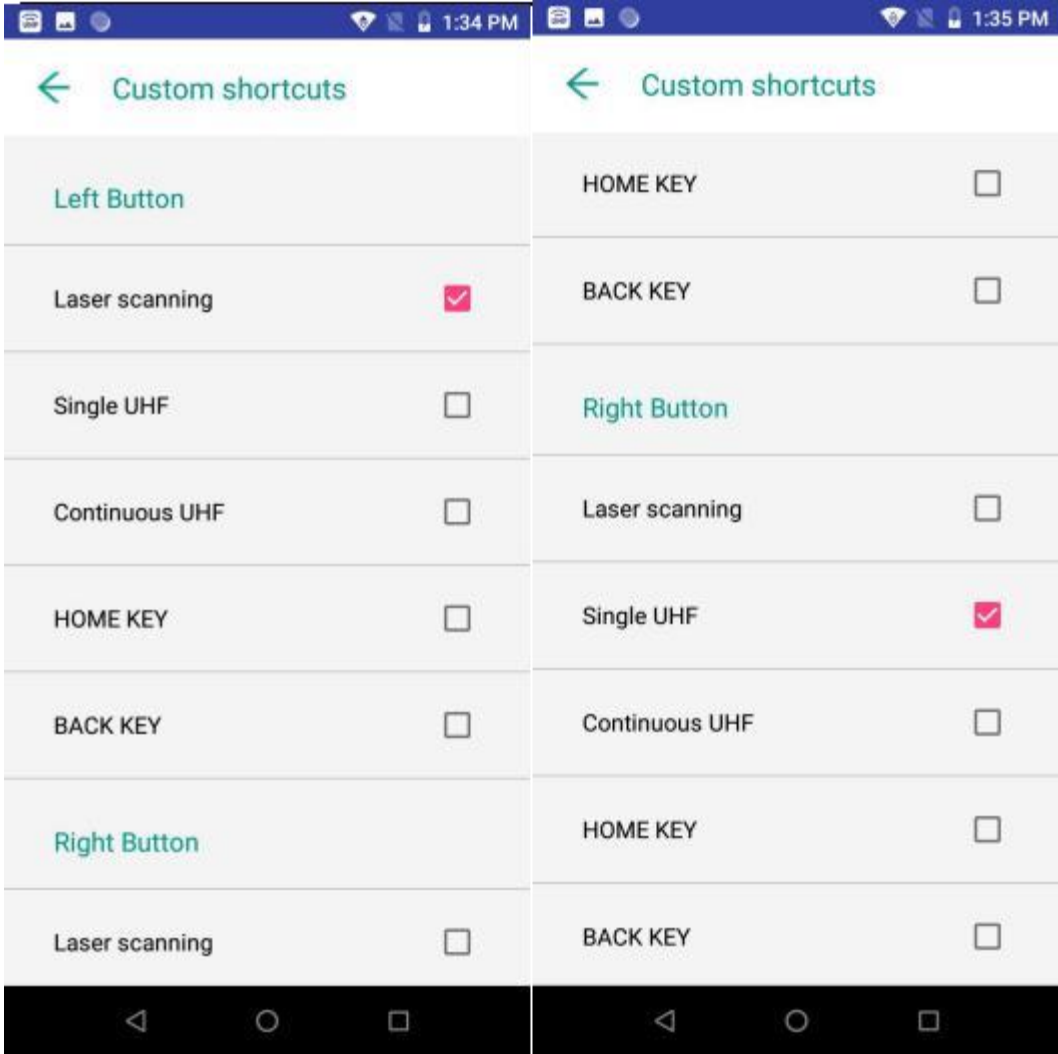 1:34 PM
Custom shortcuts
Left Button
Laser scanning
Single UHF
Continuous UHF
HOME KEY
BACK KEY
Right Button
Laser scanning
1:35 PM
Custom shortcuts
HOME KEY
BACK KEY
Right Button
Laser scanning
Single UHF
Continuous UHF
HOME KEY
BACK KEY